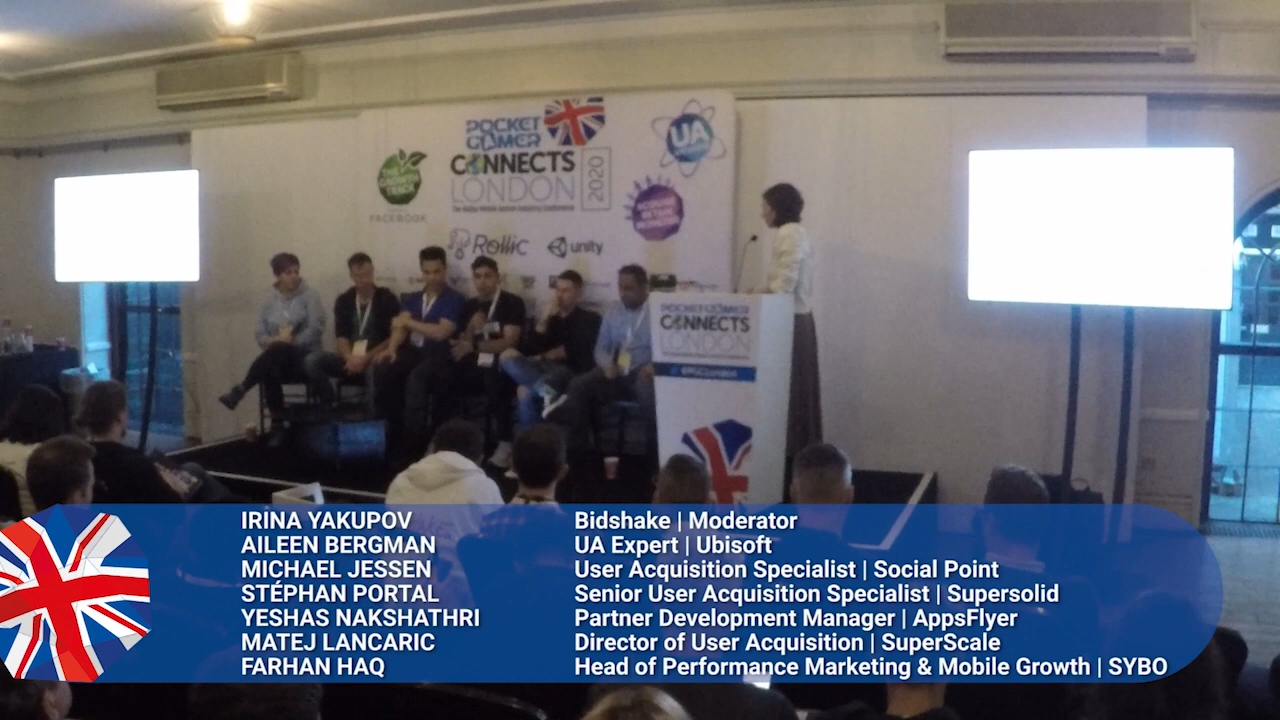 POCKET
GAMER
CONNECTS
LONDON
2020
UA
THE
GROWTH
TRACK
FACEBOOK
Rollic
unity
POCKET GAMER
CONNECTS
LONDON
IRINA YAKUPOV Bidshake | Moderator
AILEEN BERGMAN UA Expert | Ubisoft
MICHAEL JESSEN User Acquisition Specialist | Social Point
STÉPHAN PORTAL Senior User Acquisition Specialist | Supersolid
YESHAS NAKSHATHRI Partner Development Manager | AppsFlyer
MATEJ LANCARIC Director of User Acquisition | SuperScale
FARHAN HAQ Head of Performance Marketing & Mobile Growth | SYBO